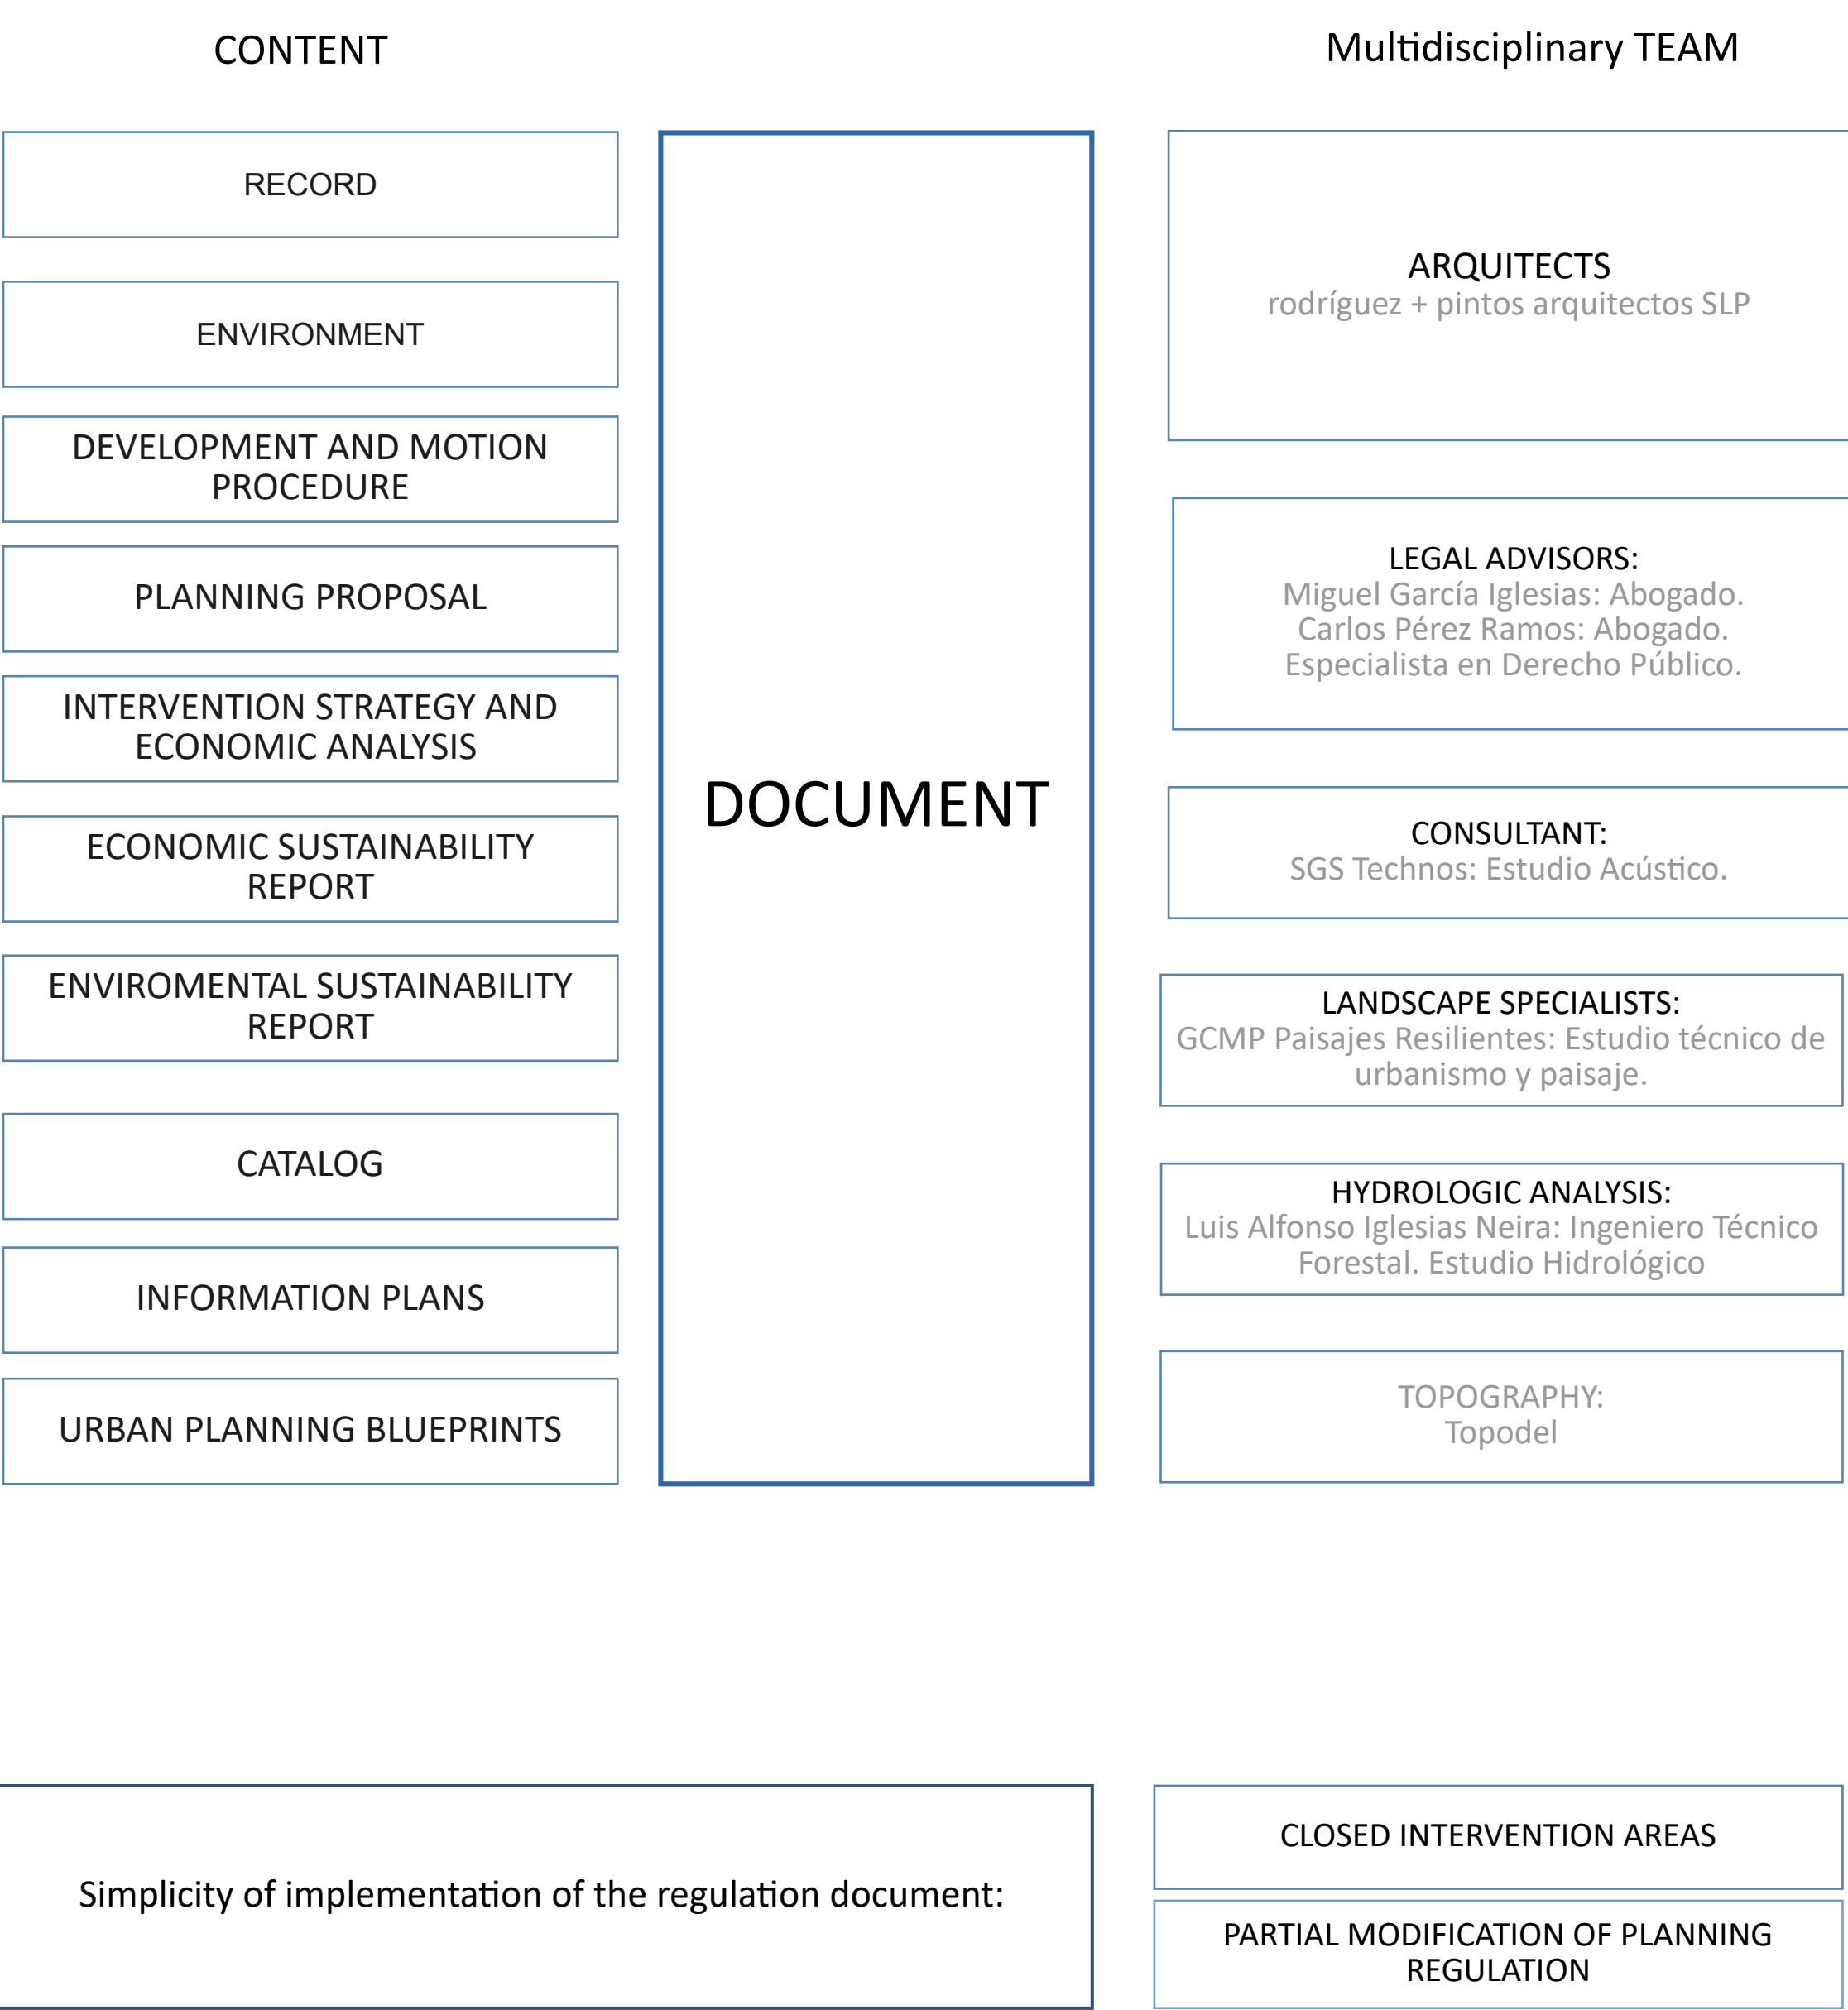 CONTENT
RECORD
ENVIRONMENT
DEVELOPMENT AND MOTION
PROCEDURE
PLANNING PROPOSAL
INTERVENTION STRATEGY AND
ECONOMIC ANALYSIS
ECONOMIC SUSTAINABILITY
REPORT
ENVIROMENTAL SUSTAINABILITY
REPORT
CATALOG
INFORMATION PLANS
URBAN PLANNING BLUEPRINTS
DOCUMENT
Multidisciplinary TEAM
ARQUITECTS
rodríguez + pintos arquitectos SLP
LEGAL ADVISORS:
Miguel García Iglesias: Abogado.
Carlos Pérez Ramos: Abogado.
Especialista en Derecho Público.
CONSULTANT:
SGS Technos: Estudio Acústico.
LANDSCAPE SPECIALISTS:
GCMP Paisajes Resilientes: Estudio técnico de
urbanismo y paisaje.
HYDROLOGIC ANALYSIS:
Luis Alfonso Iglesias Neira: Ingeniero Técnico
Forestal. Estudio Hidrológico
TOPOGRAPHY:
Topodel
Simplicity of implementation of the regulation document:
CLOSED INTERVENTION AREAS
PARTIAL MODIFICATION OF PLANNING
REGULATION